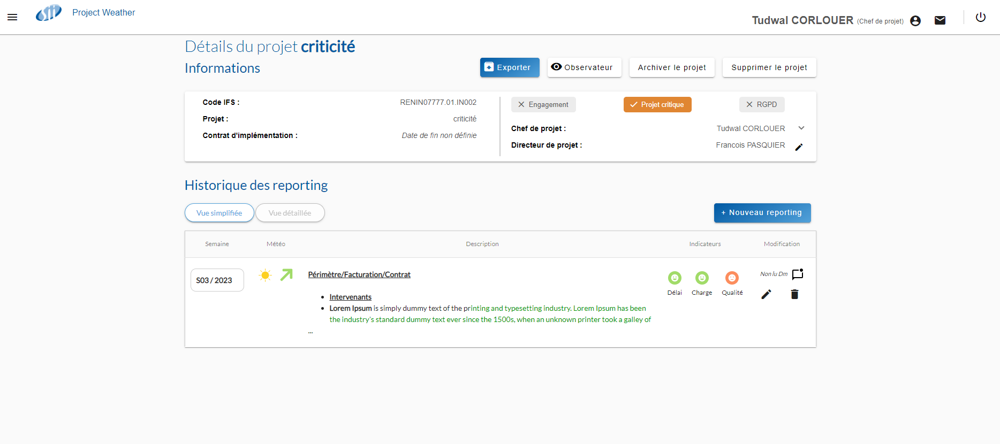 sii Project Weather
Tudwal CORLOUER (Chef de projet)
Détails du projet criticité
Informations
Exporter
Observateur
Archiver le projet
Supprimer le projet
Code IFS : RENIN07777.01.IN002
Projet : criticité
Contrat d'implémentation : Date de fin non définie
Engagement
Projet critique
RGPD
Chef de projet : Tudwal CORLOUER
Directeur de projet : Francois PASQUIER
Historique des reporting
Vue simplifiée
Vue détaillée
+ Nouveau reporting
Semaine Météo Description Indicateurs Modification
S03 / 2023
Périmètre/Facturation/Contrat
• Intervenants
• Lorem Ipsum is simply dummy text of the printing and typesetting industry. Lorem Ipsum has been
the industry's standard dummy text ever since the 1500s, when an unknown printer took a galley of
...
Délai Charge Qualité
Non lu Dm